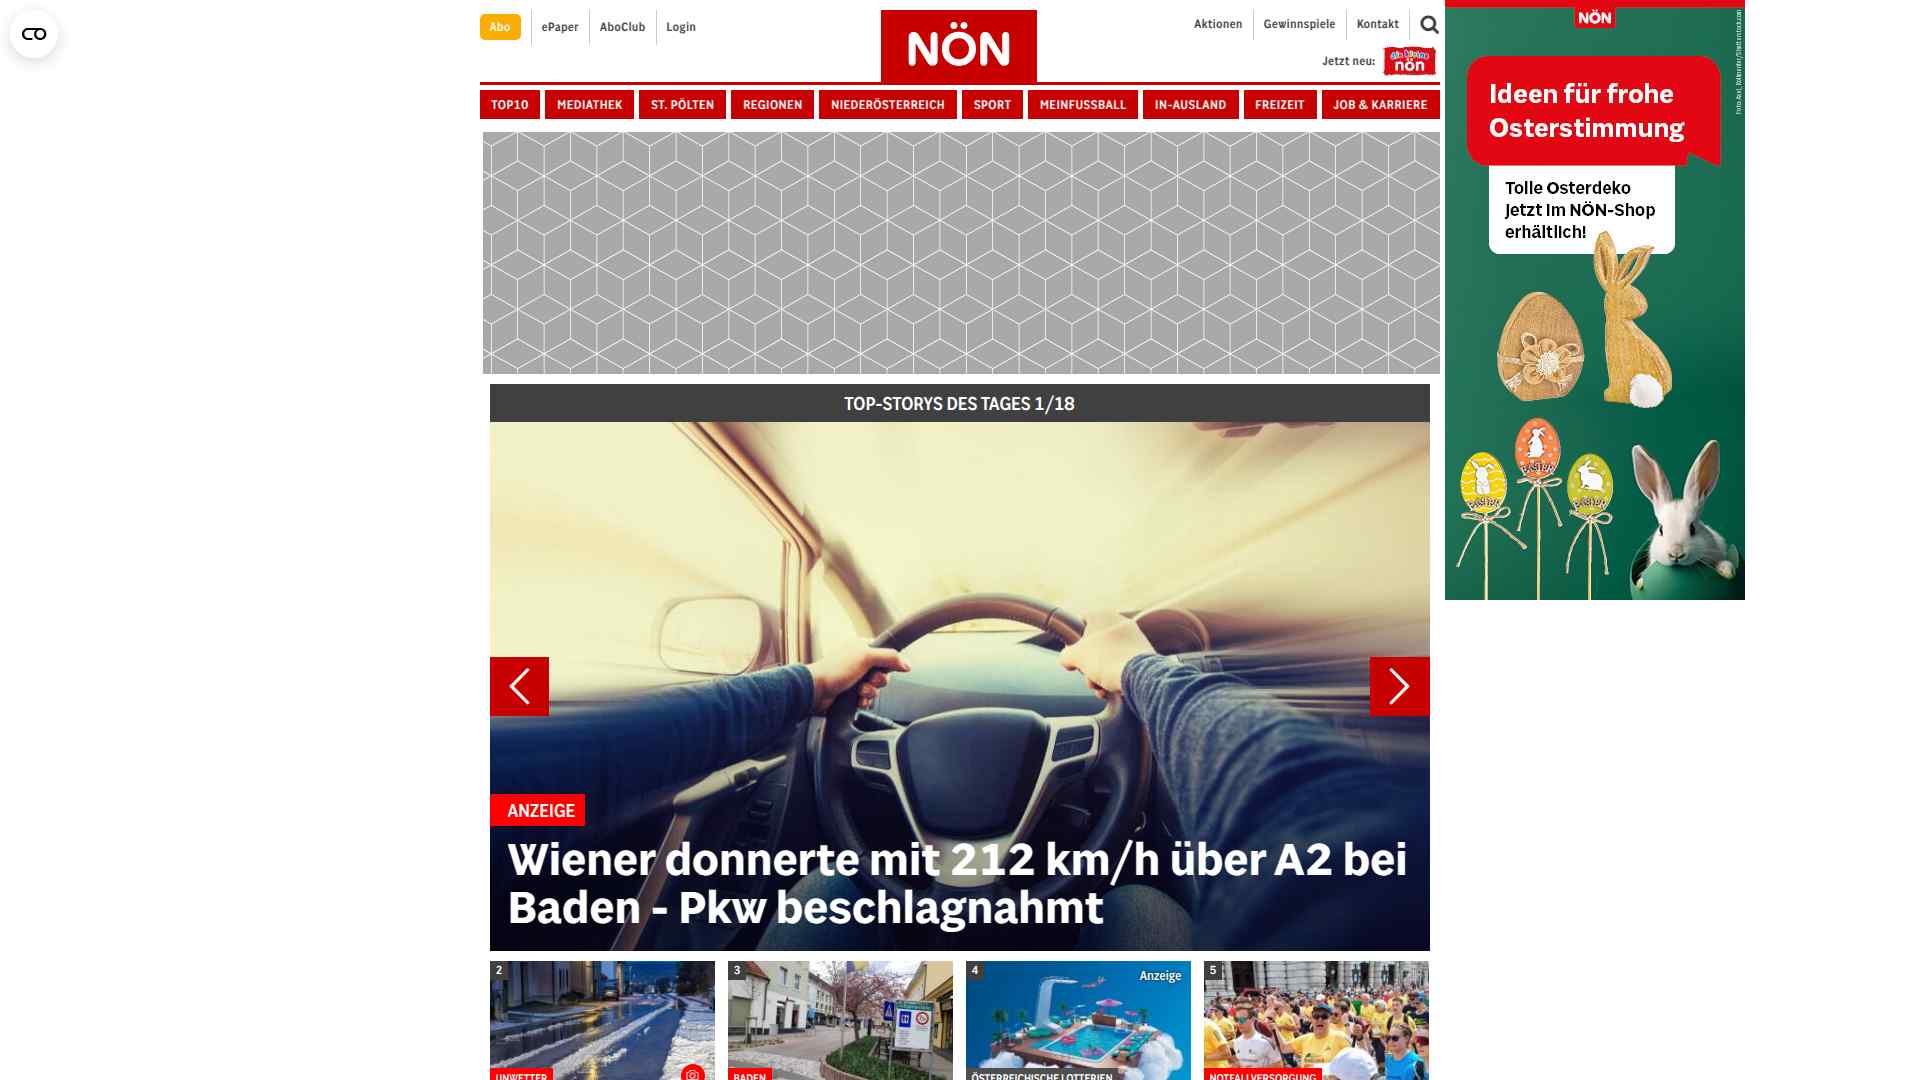 Abo
ePaper
AboClub
Login
NÖN
Aktionen
Gewinnspiele
Kontakt
Jetzt neu:
die kleine
nön
TOP10
MEDIATHEK
ST. PÖLTEN
REGIONEN
NIEDERÖSTERREICH
SPORT
MEINFUSSBALL
IN-AUSLAND
FREIZEIT
JOB & KARRIERE
NÖN
Ideen für frohe
Osterstimmung
Tolle Osterdeko
jetzt im NÖN-Shop
erhältlich!
EASTER
EASTER
EASTER
TOP-STORYS DES TAGES 1/18
ANZEIGE
Wiener donnerte mit 212 km/h über A2 bei
Baden - Pkw beschlagnahmt
2
UNWETTER
3
BADEN
4
Anzeige
ÖSTERREICHISCHE LOTTERIEN
5
NOTFALLVERSORGUNG